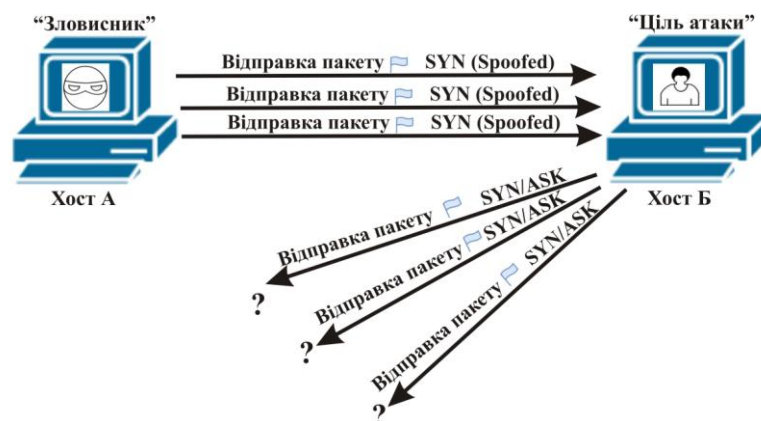 “Зловисник”
“Ціль атаки”
Відправка пакету SYN (Spoofed)
Відправка пакету SYN (Spoofed)
Відправка пакету SYN (Spoofed)
Хост А
Хост Б
Відправка пакету SYN/ASK
?
Відправка пакету SYN/ASK
?
Відправка пакету SYN/ASK
?